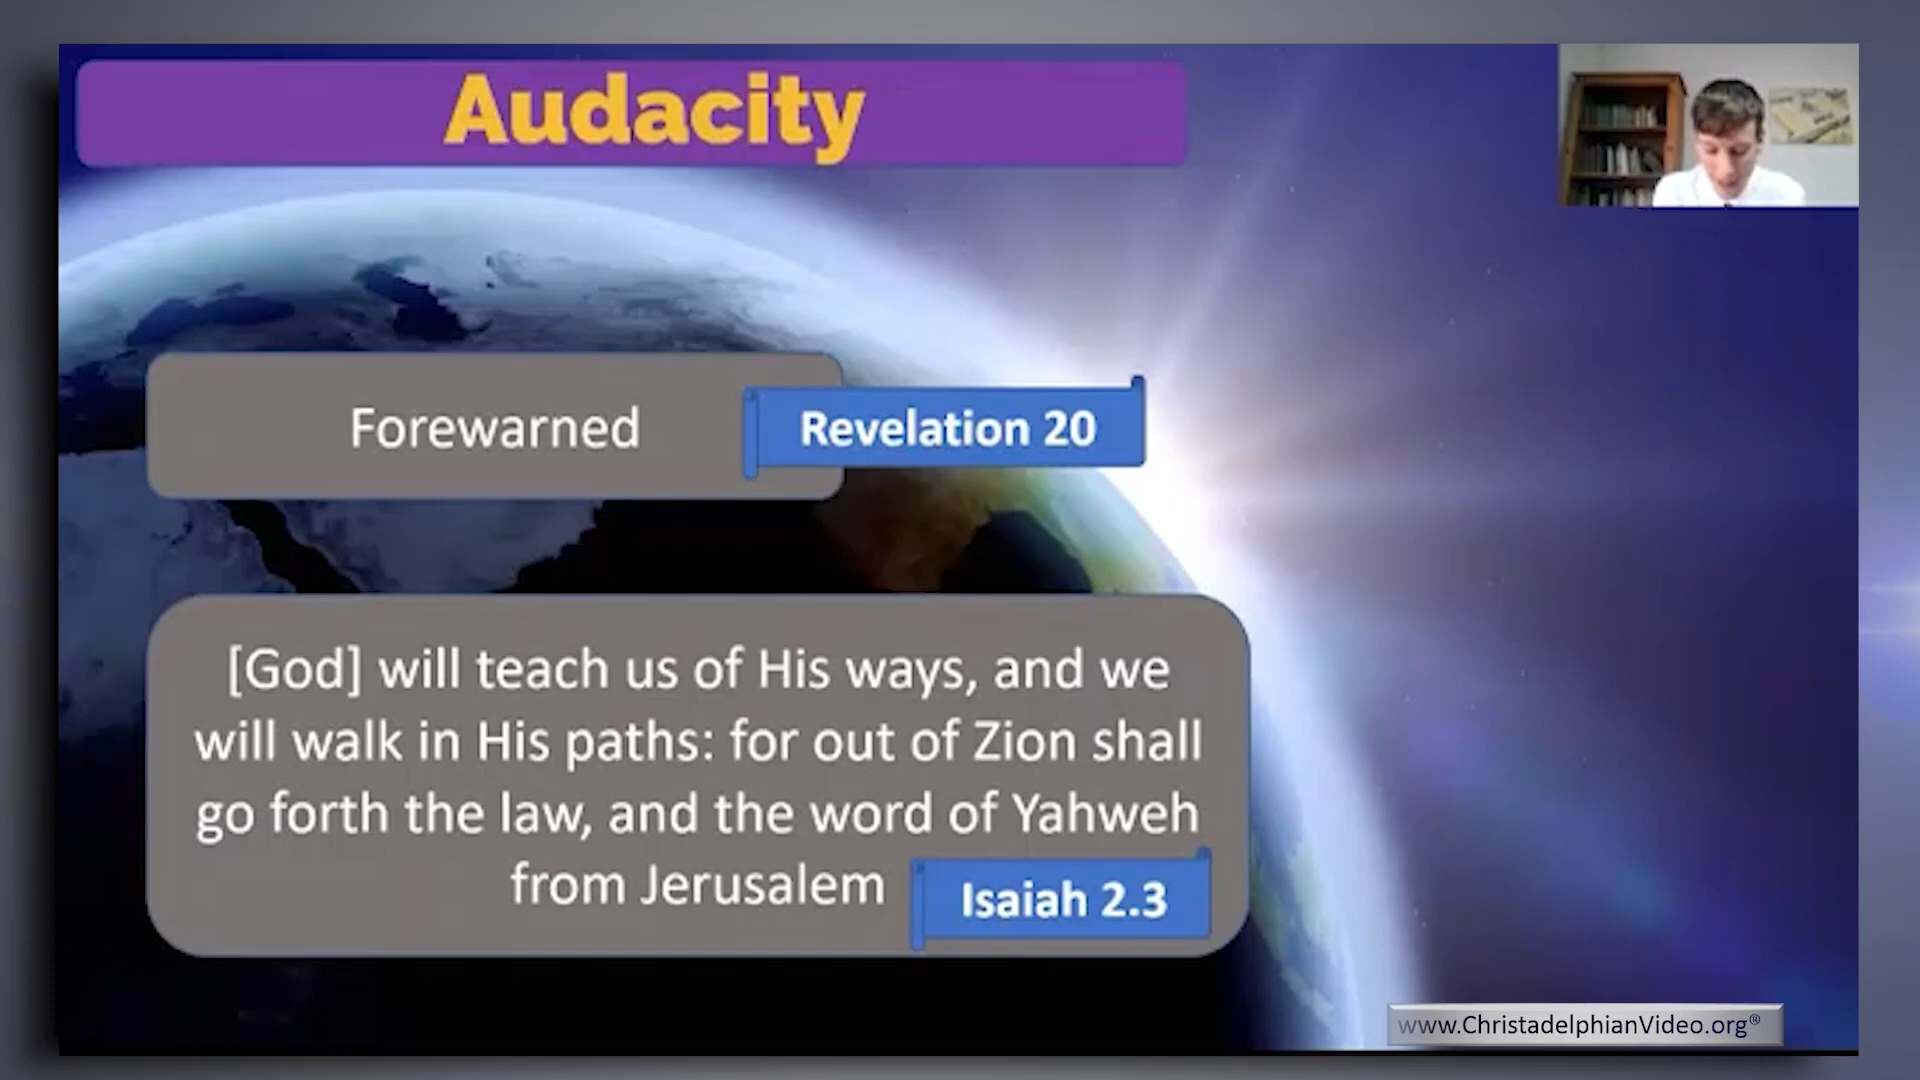 Audacity
Forewarned
Revelation 20
[God] will teach us of His ways, and we
will walk in His paths: for out of Zion shall
go forth the law, and the word of Yahweh
from Jerusalem
Isaiah 2.3
www.ChristadelphianVideo.org®